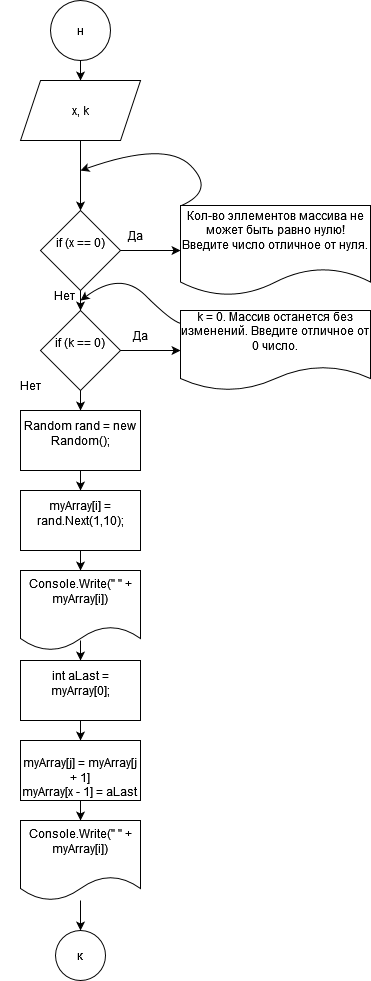 н
x, k
if (x == 0)
Да
Кол-во эллементов массива не
может быть равно нулю!
Введите число отличное от нуля.
Нет
if (k == 0)
Да
k = 0. Массив останется без
изменений. Введите отличное от
0 число.
Нет
Random rand = new
Random();
myArray[i] =
rand.Next(1,10);
Console.Write(" " +
myArray[i])
int aLast =
myArray[0];
myArray[j] = myArray[j
+ 1]
myArray[x - 1] = aLast
Console.Write(" " +
myArray[i])
к